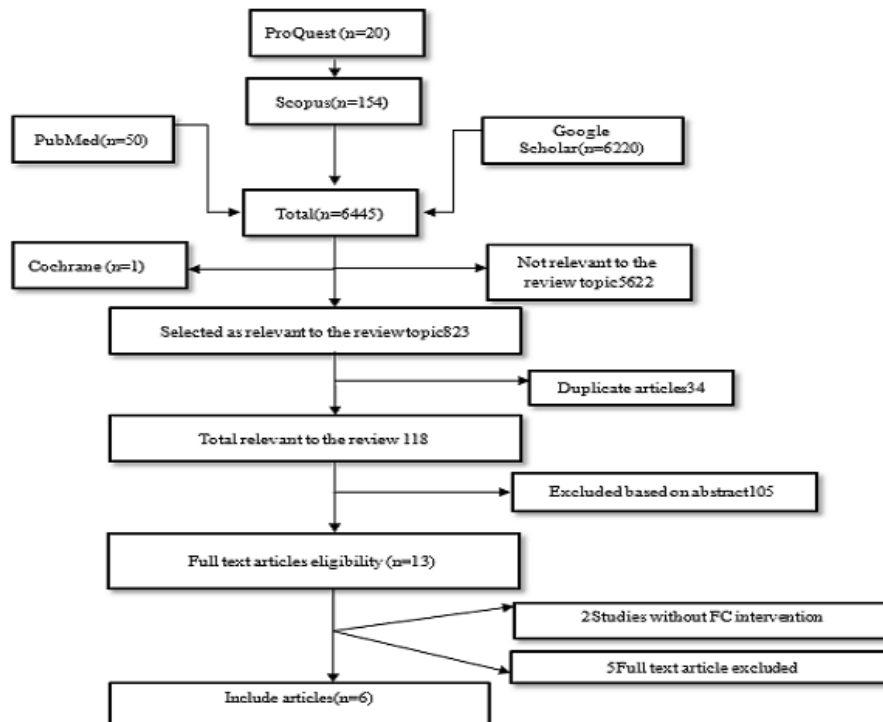 ProQuest (n=20)
Scopus(n=154)
PubMed(n=50)
Google
Scholar(n=6220)
Total(n=6445)
Cochrane (n=1)
Not relevant to the
review topic5622
Selected as relevant to the review topic823
Duplicate articles34
Total relevant to the review 118
Excluded based on abstract105
Full text articles eligibility (n=13)
2Studies without FC intervention
5Full text article excluded
Include articles(n=6)